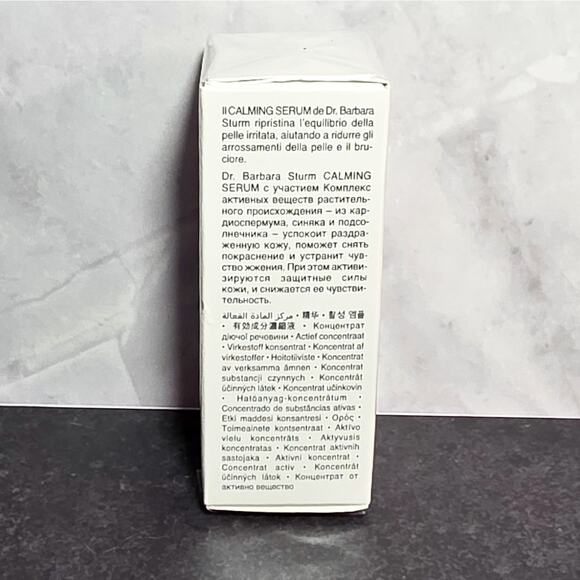 Il CALMING SERUM de Dr. Barbara
Sturm ripristina l'equilibrio della
pelle irritata, aiutando a ridurre gli
arrossamenti della pelle e il bru-
ciore.
Dr. Barbara Sturm CALMING
SERUM с участием Комплекс
активных веществ раститель-
ного происхождения – из кар-
диоспермума, синяка и подсо-
лнечника – успокоит раздра-
женную кожу, поможет снять
покраснение и устранит чув-
ство жжения. При этом активи-
зируются защитные силы
кожи, и снижается ее чувстви-
тельность.
مركز المادة الفعالة • 精华 • 활성 앰플
• 有効成分濃縮液 • Концентрат
діючої речовини • Actief concentraat
• Virkestoff konsentrat • Koncentrat af
virkestoffer • Hoitotiiviste • Koncentrat
av verksamma ämnen • Koncentrat
substancji czynnych • Koncentrát
účinných látek • Koncentrat učinkovin
• Hatóanyag-koncentrátum •
Concentrado de substâncias ativas •
Etki maddesi konsantresi • Ορός •
Toimeainete kontsentraat • Aktīvo
vielu koncentrāts • Aktyvusis
koncentratas • Koncentrat aktivnih
sastojaka • Aktivni koncentrat •
Concentrat activ • Koncentrát
účinných látok • Концентрат от
активно вещество